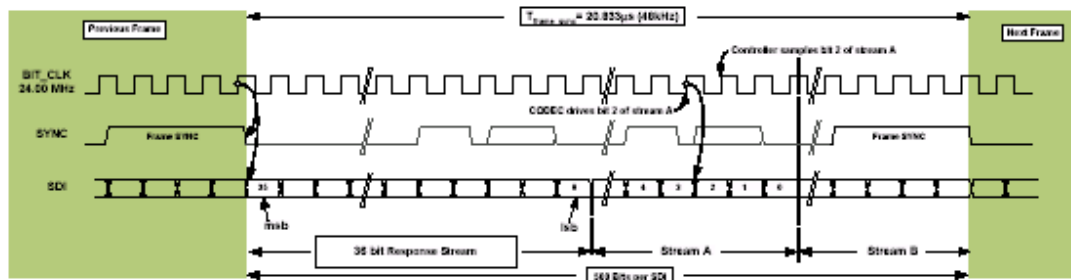 T frame_sync = 20.833µs (48kHz)
Previous Frame
Next Frame
Controller samples bit 2 of stream A
BIT_CLK
24.00 MHz
CODEC drives bit 2 of stream A
SYNC
Frame SYNC
Frame SYNC
SDI
35
0
4
3
2
1
0
msb
lsb
36 bit Response Stream
Stream A
Stream B
500 Bits per SDI